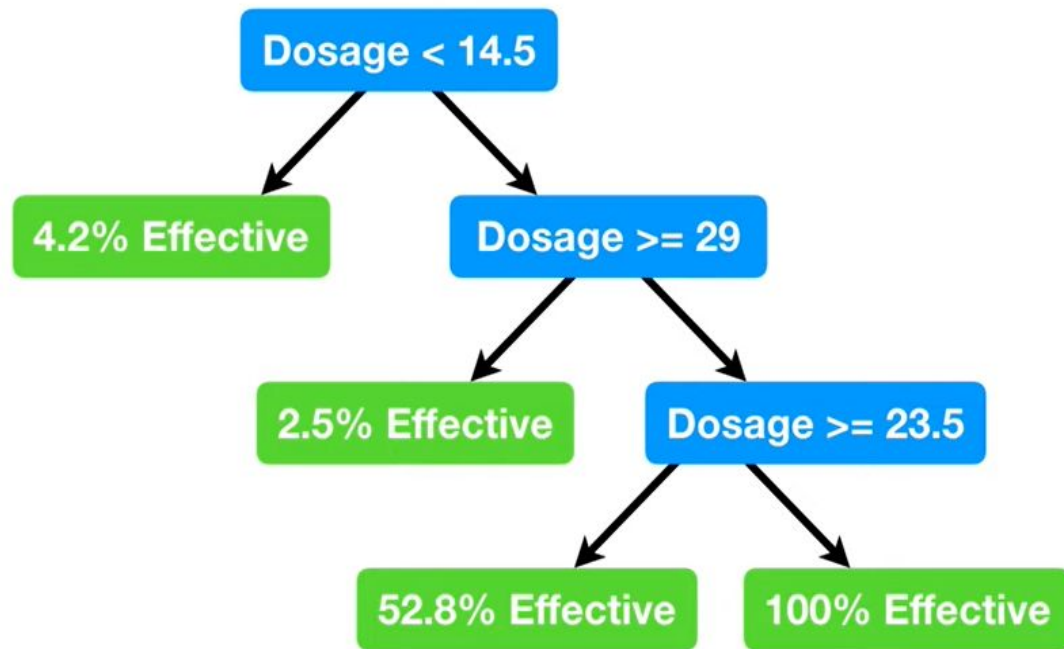 Dosage < 14.5
4.2% Effective
Dosage >= 29
2.5% Effective
Dosage >= 23.5
52.8% Effective
100% Effective